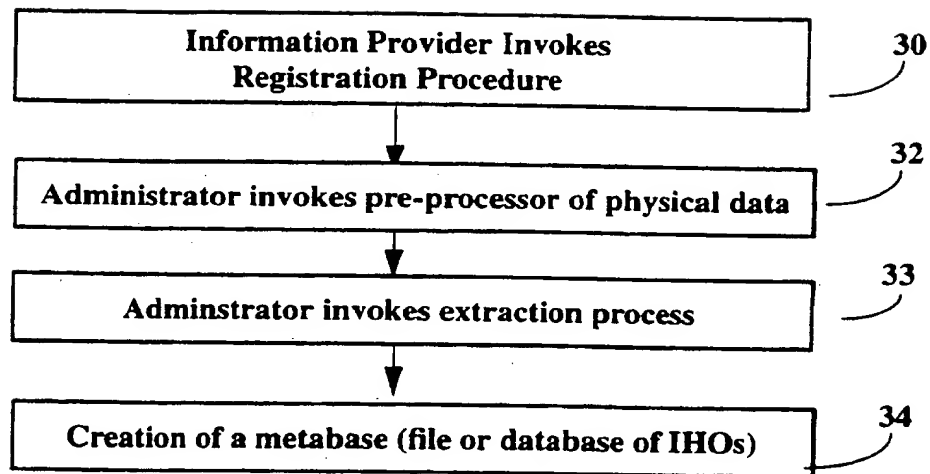 Information Provider Invokes
Registration Procedure
30
Administrator invokes pre-processor of physical data
32
Adminstrator invokes extraction process
33
Creation of a metabase (file or database of IHOs)
34